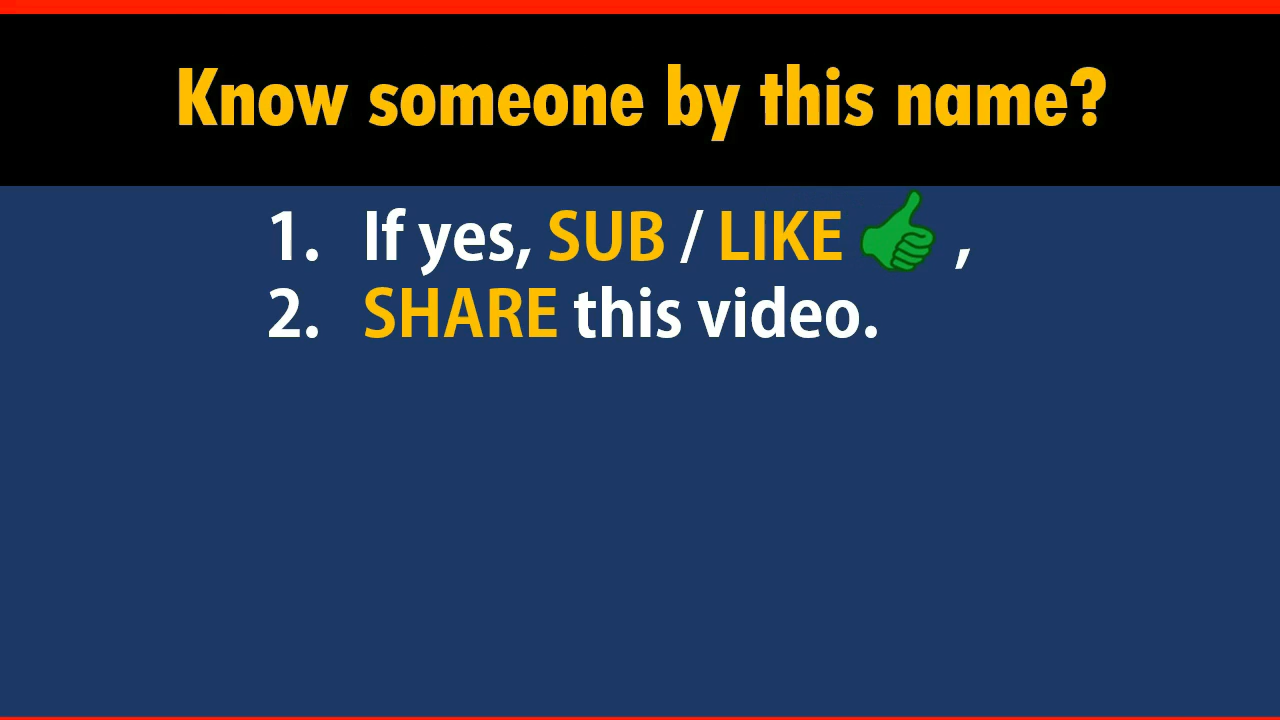 Know someone by this name?
1. If yes, SUB / LIKE ,
2. SHARE this video.